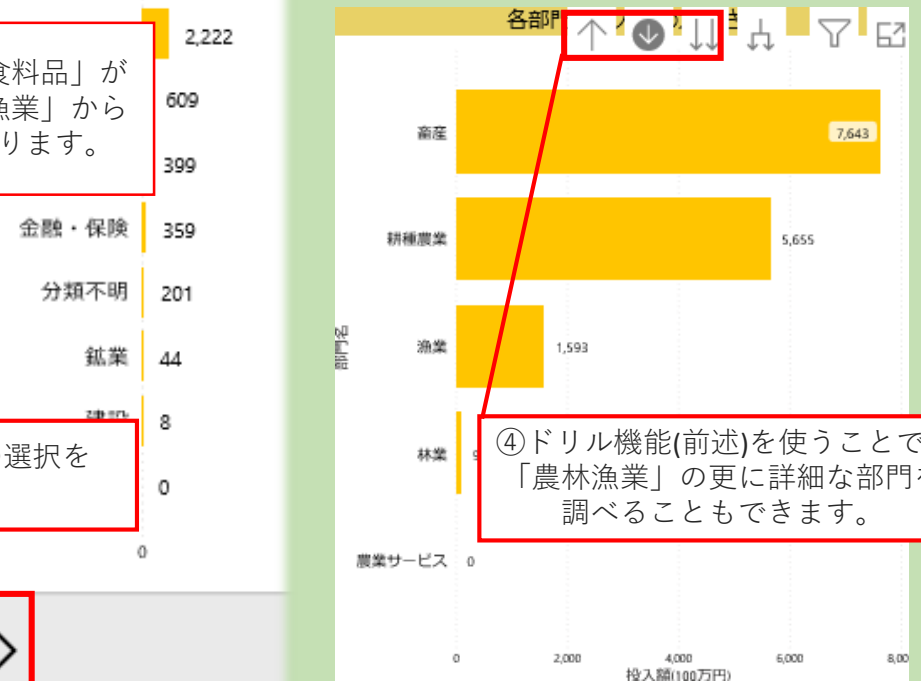 2,222
食料品」が
漁業」から
ります。
609
399
金融・保険 359
分類不明 201
鉱業 44
建設 8
選択を
0
0
各部門
畜産 7,643
耕種農業 5,655
漁業 1,593
林業
農業サービス 0
部門名
④ドリル機能(前述)を使うことで
「農林漁業」の更に詳細な部門を
調べることもできます。
0 2,000 4,000 6,000 8,00
投入額(100万円)